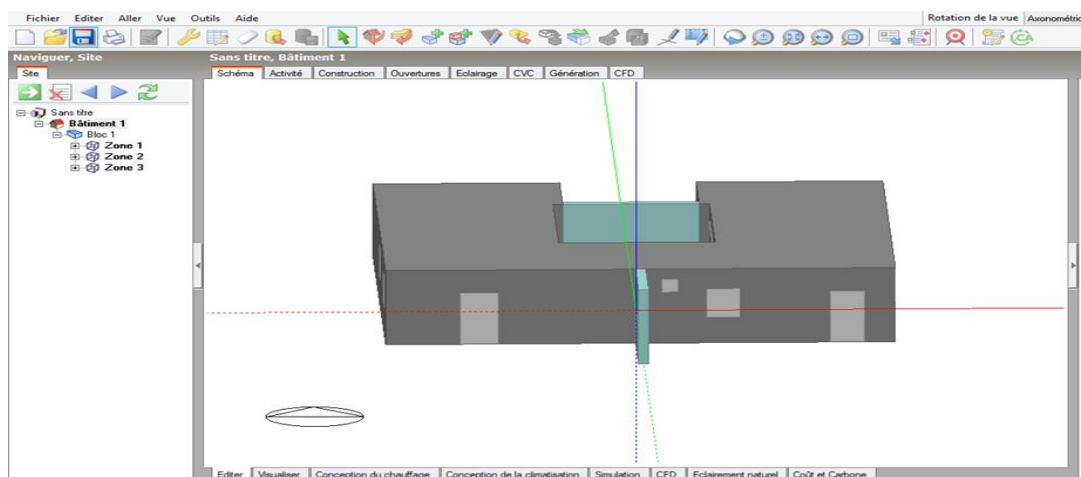 Fichier Editer Aller Vue Outils Aide
Rotation de la vue Axonométric
Naviguer, Site
Sans titre, Bâtiment 1
Site
Schéma Activité Construction Ouvertures Eclairage CVC Génération CFD
Sans titre
Bâtiment 1
Bloc 1
Zone 1
Zone 2
Zone 3
Editer Visualiser Conception du chauffage Conception de la climatisation Simulation CFD Eclairement naturel Coût et Carbone